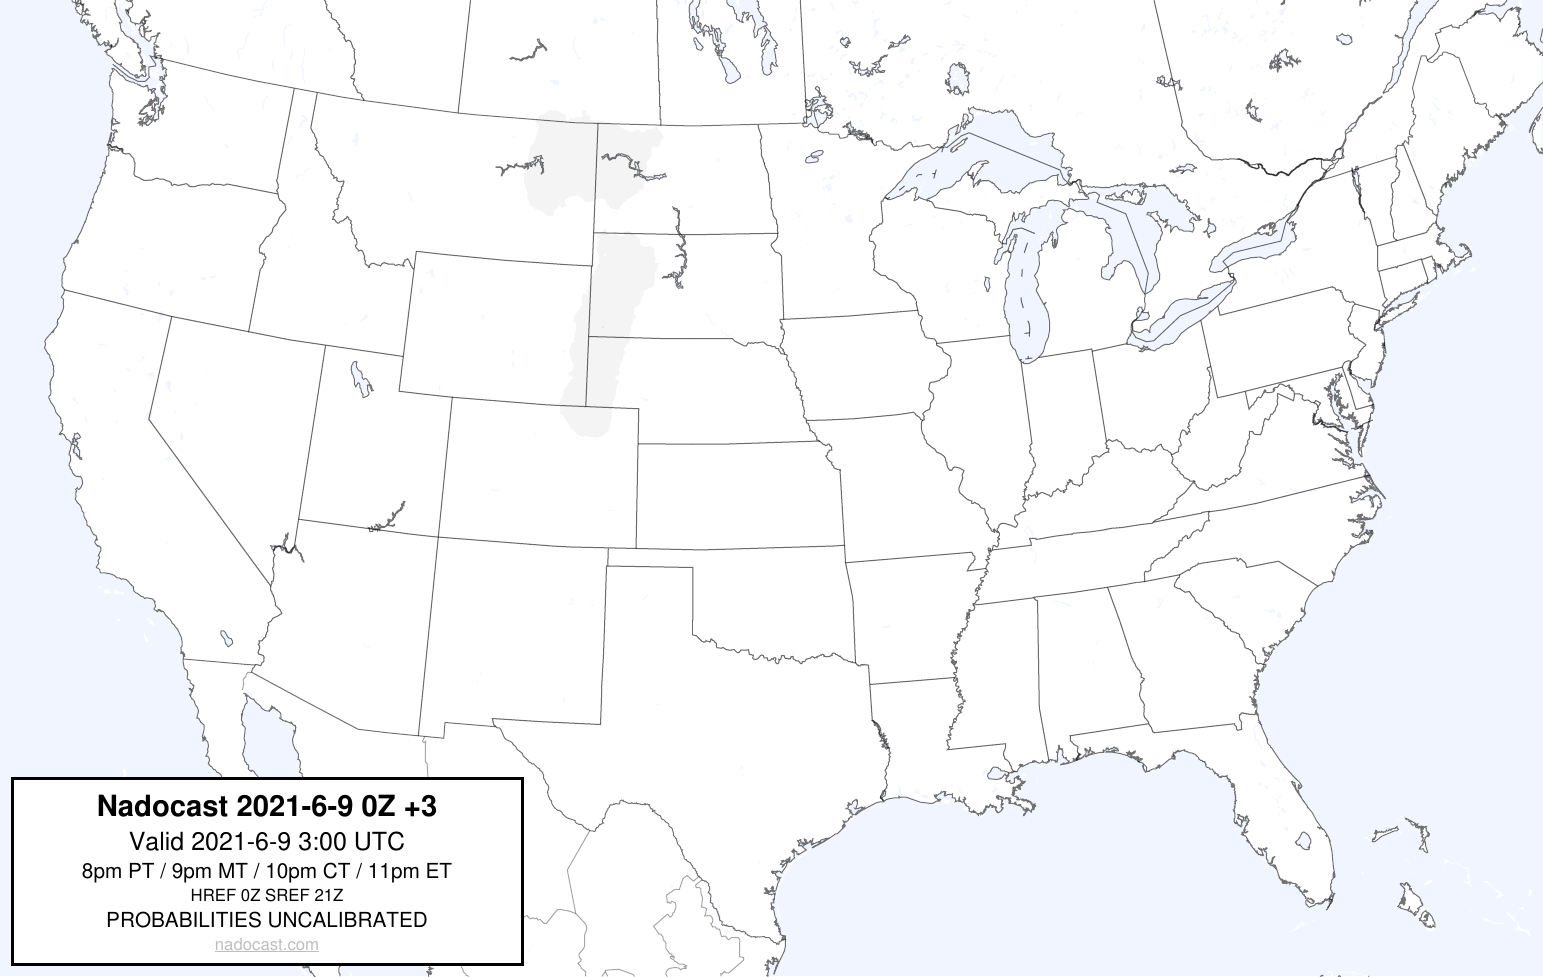 Nadocast 2021-6-9 0Z +3
Valid 2021-6-9 3:00 UTC
8pm PT / 9pm MT / 10pm CT / 11pm ET
HREF 0Z SREF 21Z
PROBABILITIES UNCALIBRATED
nadocast.com